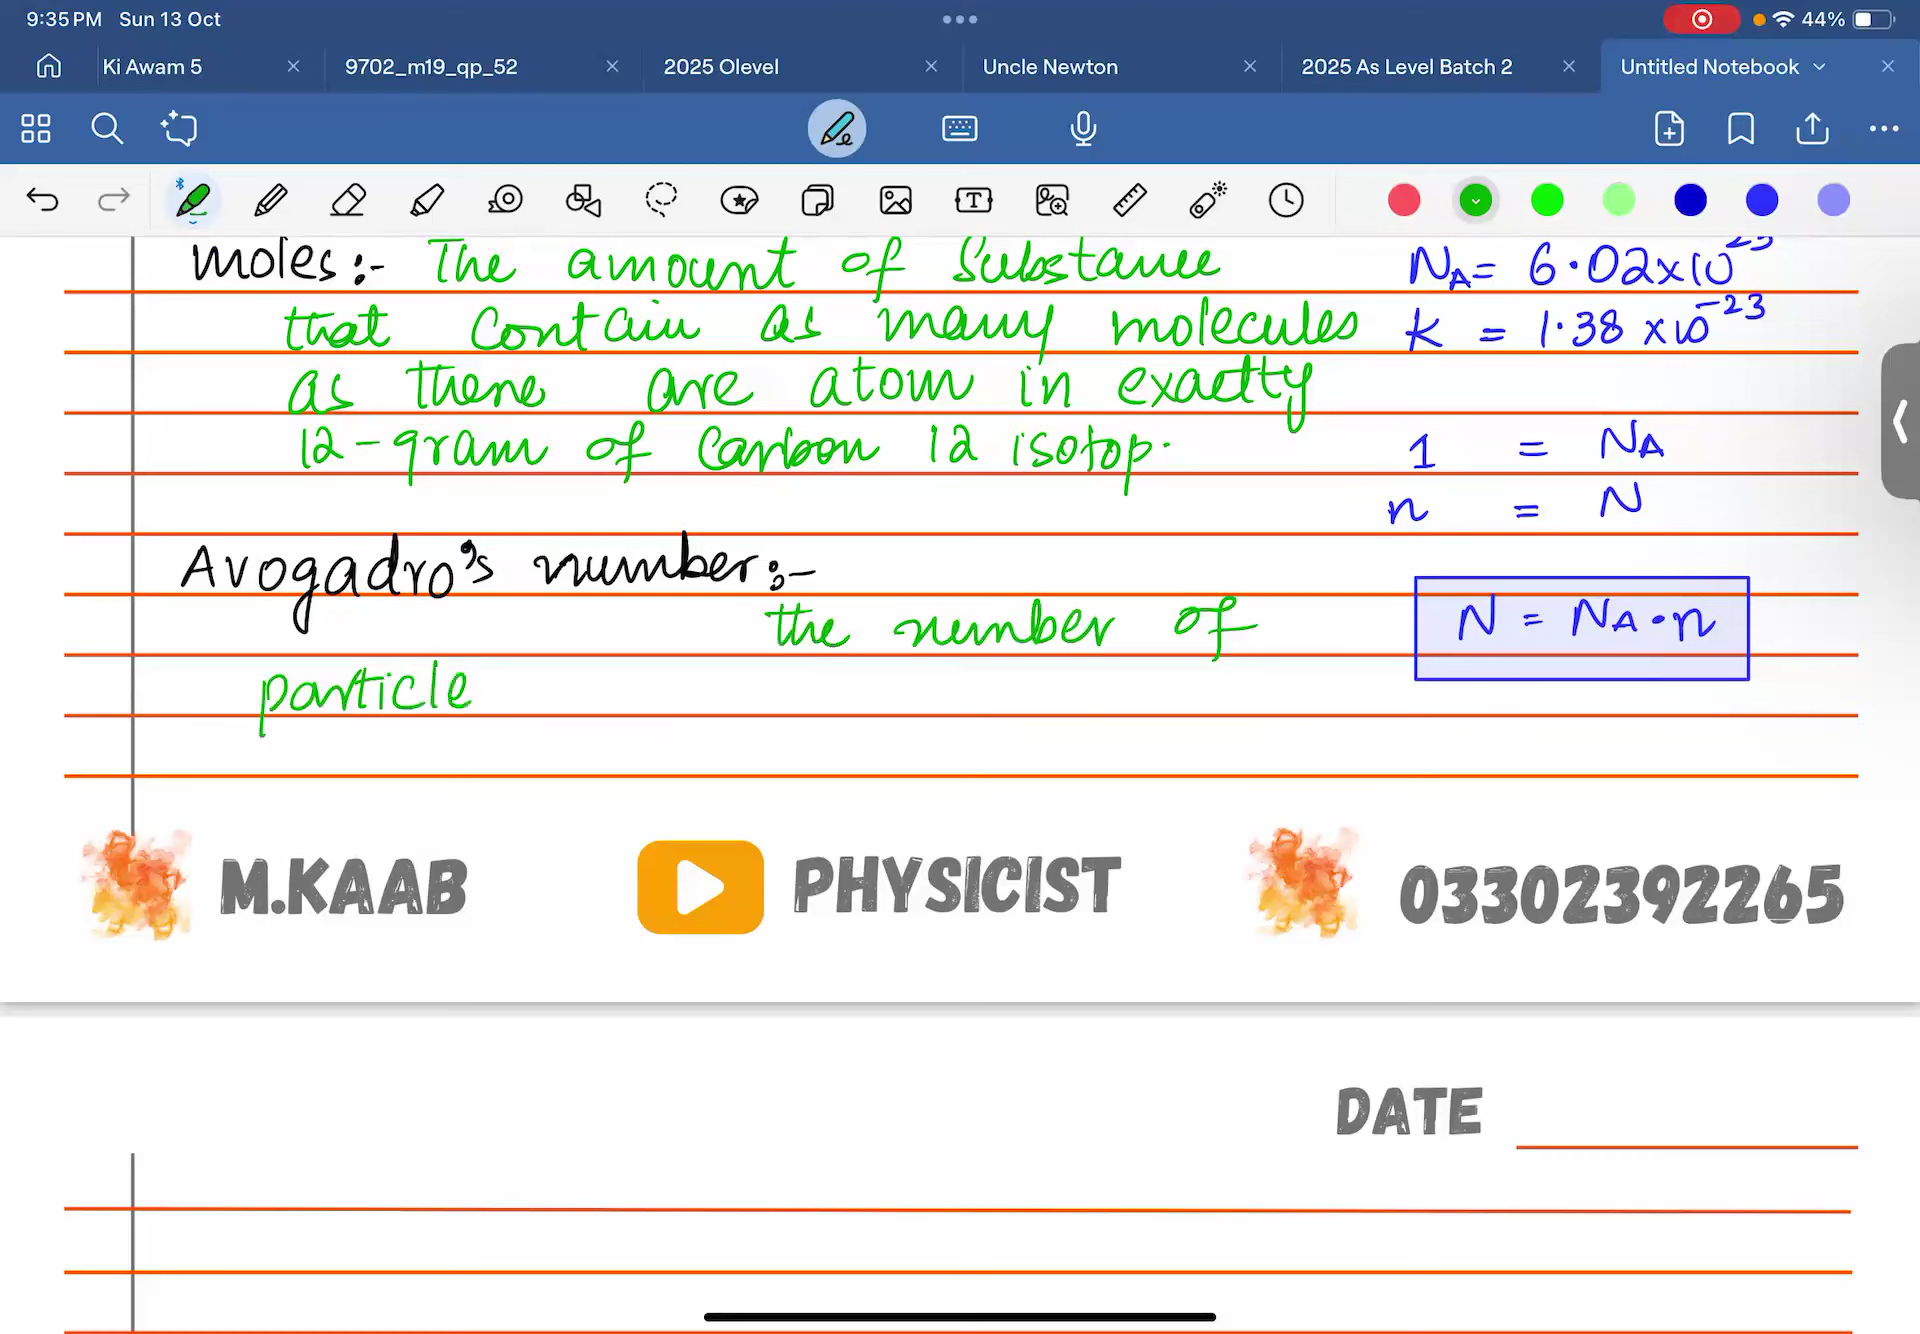 9:35 PM Sun 13 Oct
44%
Ki Awam 5
9702_m19_qp_52
2025 Olevel
Uncle Newton
2025 As Level Batch 2
Untitled Notebook
moles:- The amount of Substance
that contain as many molecules
as there are atom in exactly
12-gram of Carbon 12 isotop.
Avogadro's number:-
the number of
particle
NA = 6.02x10²³
k = 1.38 x10⁻²³
1 = NA
n = N
N = NA.n
M.KAAB
PHYSICIST
03302392265
DATE